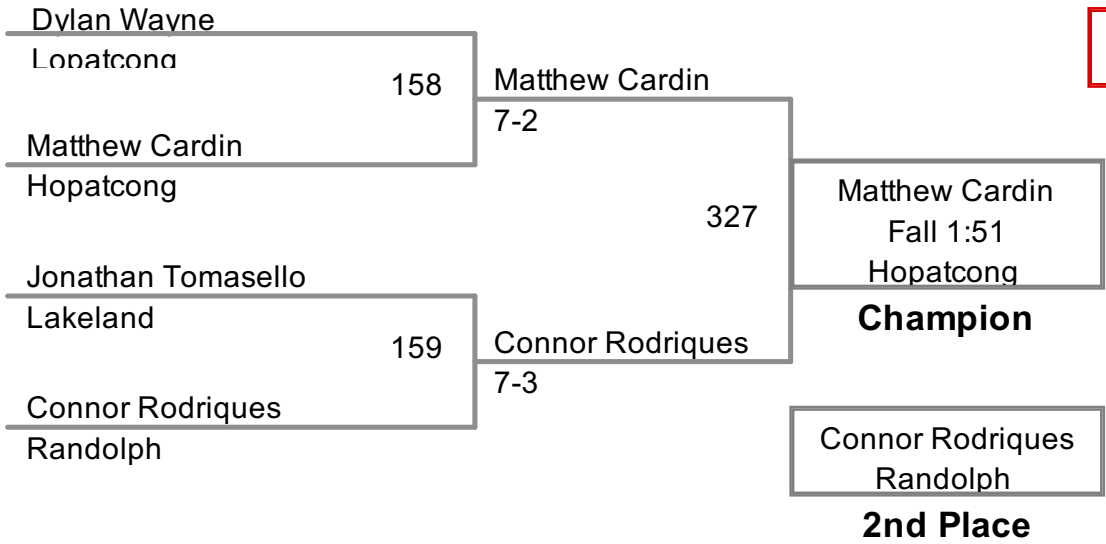 Dylan Wayne
Lopatcong
158
Matthew Cardin
7-2
Matthew Cardin
Hopatcong
327
Matthew Cardin
Fall 1:51
Hopatcong
Champion
Jonathan Tomasello
Lakeland
159
Connor Rodriques
7-3
Connor Rodriques
Randolph
Connor Rodriques
Randolph
2nd Place